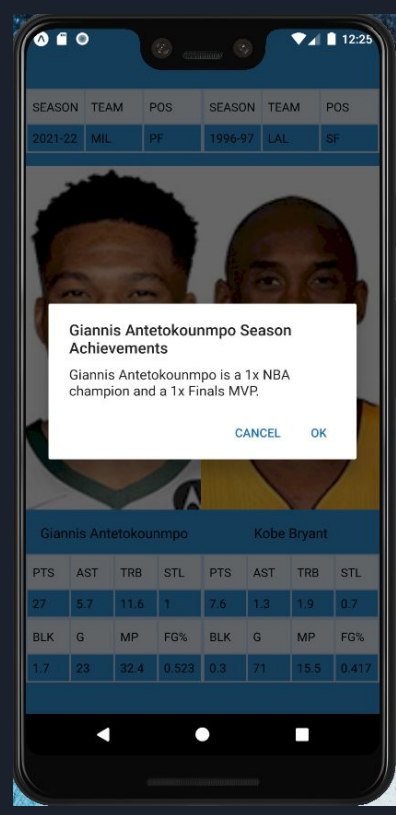 12:25
SEASON TEAM POS SEASON TEAM POS
2021-22 MIL PF 1996-97 LAL SF
Giannis Antetokounmpo Season
Achievements
Giannis Antetokounmpo is a 1x NBA
champion and a 1x Finals MVP.
CANCEL OK
Giannis Antetokounmpo Kobe Bryant
PTS AST TRB STL PTS AST TRB STL
27 5.7 11.6 1 7.6 1.3 1.9 0.7
BLK G MP FG% BLK G MP FG%
1.7 23 32.4 0.523 0.3 71 15.5 0.417